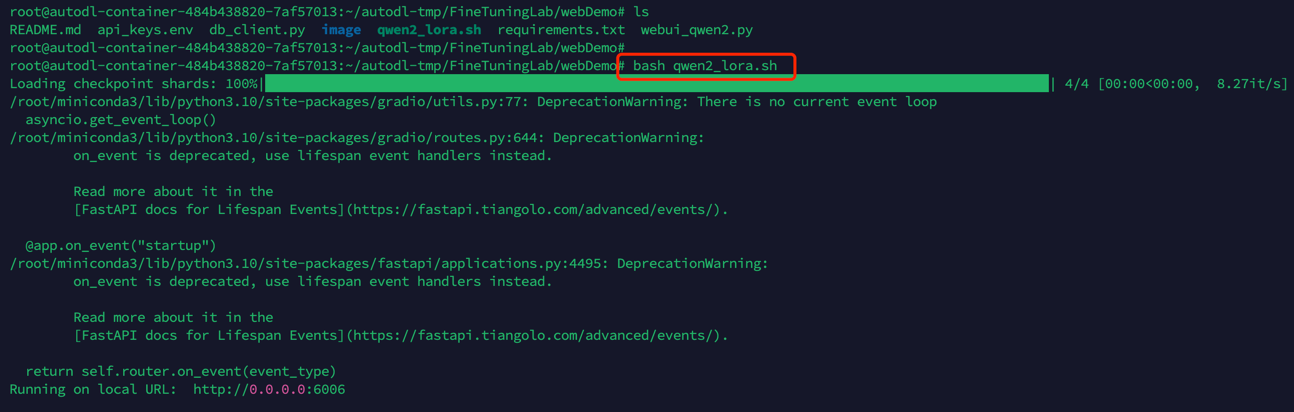 root@autodl-container-484b438820-7af57013:~/autodl-tmp/FineTuningLab/webDemo# ls
README.md  api_keys.env  db_client.py  image  qwen2_lora.sh  requirements.txt  webui_qwen2.py
root@autodl-container-484b438820-7af57013:~/autodl-tmp/FineTuningLab/webDemo#
root@autodl-container-484b438820-7af57013:~/autodl-tmp/FineTuningLab/webDemo# bash qwen2_lora.sh
Loading checkpoint shards: 100%| | 4/4 [00:00<00:00,  8.27it/s]
/root/miniconda3/lib/python3.10/site-packages/gradio/utils.py:77: DeprecationWarning: There is no current event loop
  asyncio.get_event_loop()
/root/miniconda3/lib/python3.10/site-packages/gradio/routes.py:644: DeprecationWarning:
        on_event is deprecated, use lifespan event handlers instead.
        Read more about it in the
        [FastAPI docs for Lifespan Events](https://fastapi.tiangolo.com/advanced/events/).
  @app.on_event("startup")
/root/miniconda3/lib/python3.10/site-packages/fastapi/applications.py:4495: DeprecationWarning:
        on_event is deprecated, use lifespan event handlers instead.
        Read more about it in the
        [FastAPI docs for Lifespan Events](https://fastapi.tiangolo.com/advanced/events/).
  return self.router.on_event(event_type)
Running on local URL:  http://0.0.0.0:6006